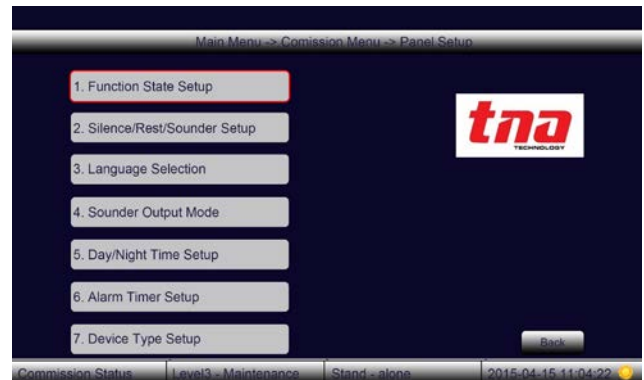 Main Menu -> Comission Menu -> Panel Setup
1. Function State Setup
2. Silence/Rest/Sounder Setup
3. Language Selection
4. Sounder Output Mode
5. Day/Night Time Setup
6. Alarm Timer Setup
7. Device Type Setup
tna
TECHNOLOGY
Back
Commission Status
Level3 - Maintenance
Stand - alone
2015-04-15 11:04:22